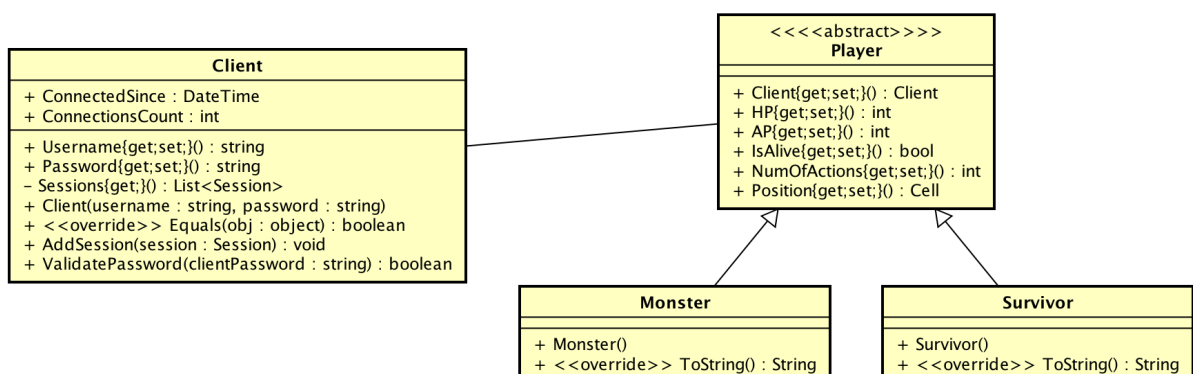 Client
+ ConnectedSince : DateTime
+ ConnectionsCount : int
+ Username{get;set;}() : string
+ Password{get;set;}() : string
– Sessions{get;}() : List<Session>
+ Client(username : string, password : string)
+ <<override>> Equals(obj : object) : boolean
+ AddSession(session : Session) : void
+ ValidatePassword(clientPassword : string) : boolean
<<<<abstract>>>>
Player
+ Client{get;set;}() : Client
+ HP{get;set;}() : int
+ AP{get;set;}() : int
+ IsAlive{get;set;}() : bool
+ NumOfActions{get;set;}() : int
+ Position{get;set;}() : Cell
Monster
+ Monster()
+ <<override>> ToString() : String
Survivor
+ Survivor()
+ <<override>> ToString() : String